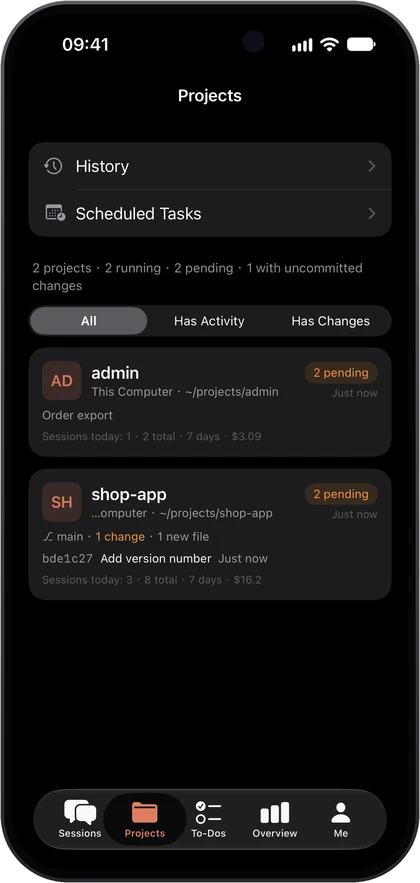 09:41
Projects
History
Scheduled Tasks
2 projects · 2 running · 2 pending · 1 with uncommitted
changes
All
Has Activity
Has Changes
AD
admin
2 pending
This Computer · ~/projects/admin
Just now
Order export
Sessions today: 1 · 2 total · 7 days · $3.09
SH
shop-app
2 pending
...omputer · ~/projects/shop-app
Just now
main · 1 change · 1 new file
bde1c27 Add version number Just now
Sessions today: 3 · 8 total · 7 days · $16.2
Sessions
Projects
To-Dos
Overview
Me